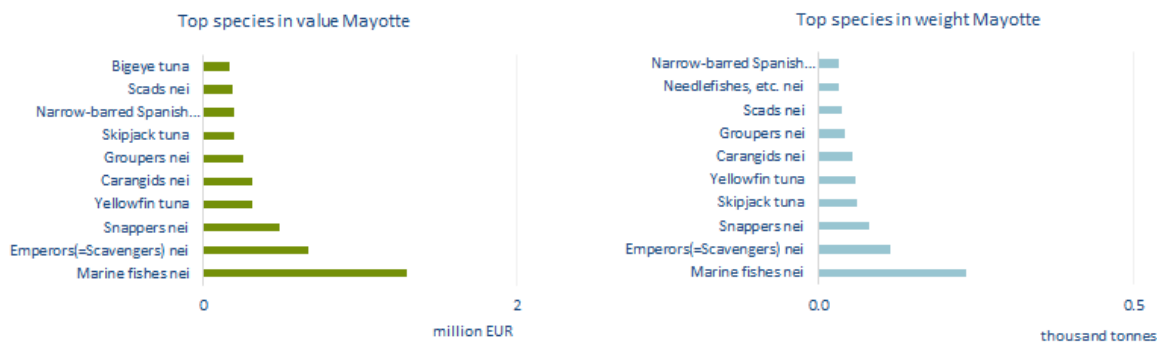 Top species in value Mayotte
Bigeye tuna
Scads nei
Narrow-barred Spanish...
Skipjack tuna
Groupers nei
Carangids nei
Yellowfin tuna
Snappers nei
Emperors(=Scavengers) nei
Marine fishes nei
0 2
million EUR
Top species in weight Mayotte
Narrow-barred Spanish...
Needlefishes, etc. nei
Scads nei
Groupers nei
Carangids nei
Yellowfin tuna
Skipjack tuna
Snappers nei
Emperors(=Scavengers) nei
Marine fishes nei
0.0 0.5
thousand tonnes